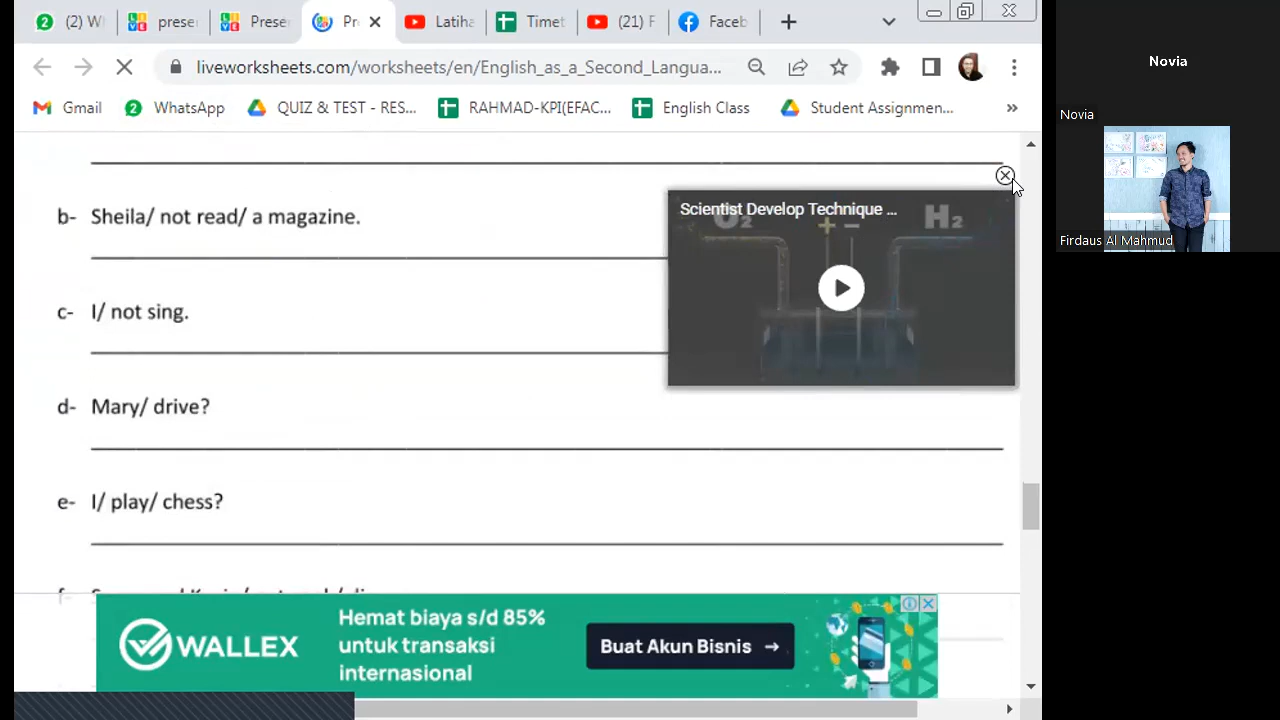 (2) W
prese
Prese
Pr
Latiha
Timet
(21) F
Faceb
liveworksheets.com/worksheets/en/English_as_a_Second_Langua...
Gmail
WhatsApp
QUIZ & TEST - RES...
RAHMAD-KPI(EFAC...
English Class
Student Assignmen...
»
b- Sheila/ not read/ a magazine.
c- I/ not sing.
d- Mary/ drive?
e- I/ play/ chess?
Scientist Develop Technique ...
O2
+ −
H2
WALLEX
Hemat biaya s/d 85%
untuk transaksi
internasional
Buat Akun Bisnis →
Novia
Novia
Firdaus Al Mahmud